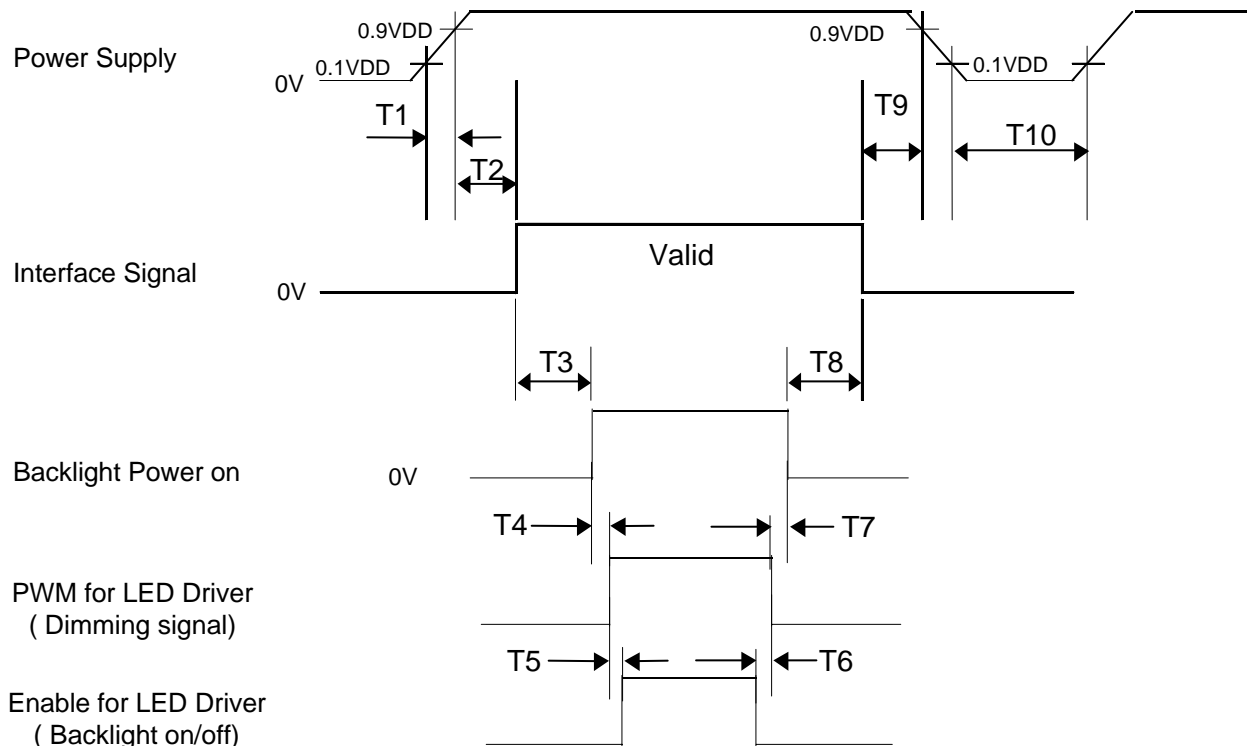 0.9VDD
0.9VDD
Power Supply
0.1VDD
0.1VDD
0V
T1
T9
T10
T2
Valid
Interface Signal
0V
T3
T8
Backlight Power on
0V
T4
T7
PWM for LED Driver
( Dimming signal)
T5
T6
Enable for LED Driver
( Backlight on/off)